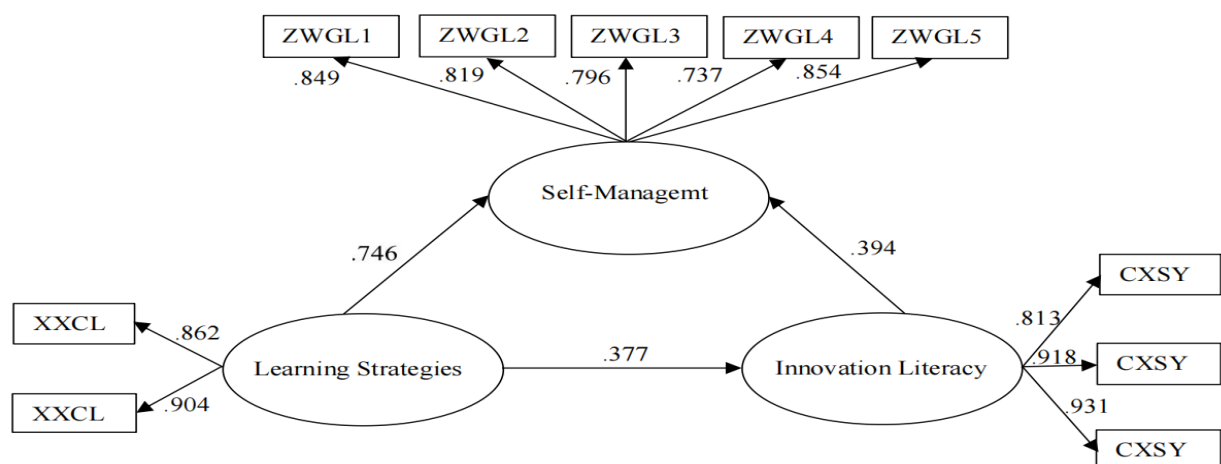 ZWGL1 ZWGL2 ZWGL3 ZWGL4 ZWGL5
.849 .819 .796 .737 .854
Self-Managemt
.746 .394
CXSY
XXCL .862 .813
Learning Strategies .377 Innovation Literacy .918 CXSY
XXCL .904 .931
CXSY